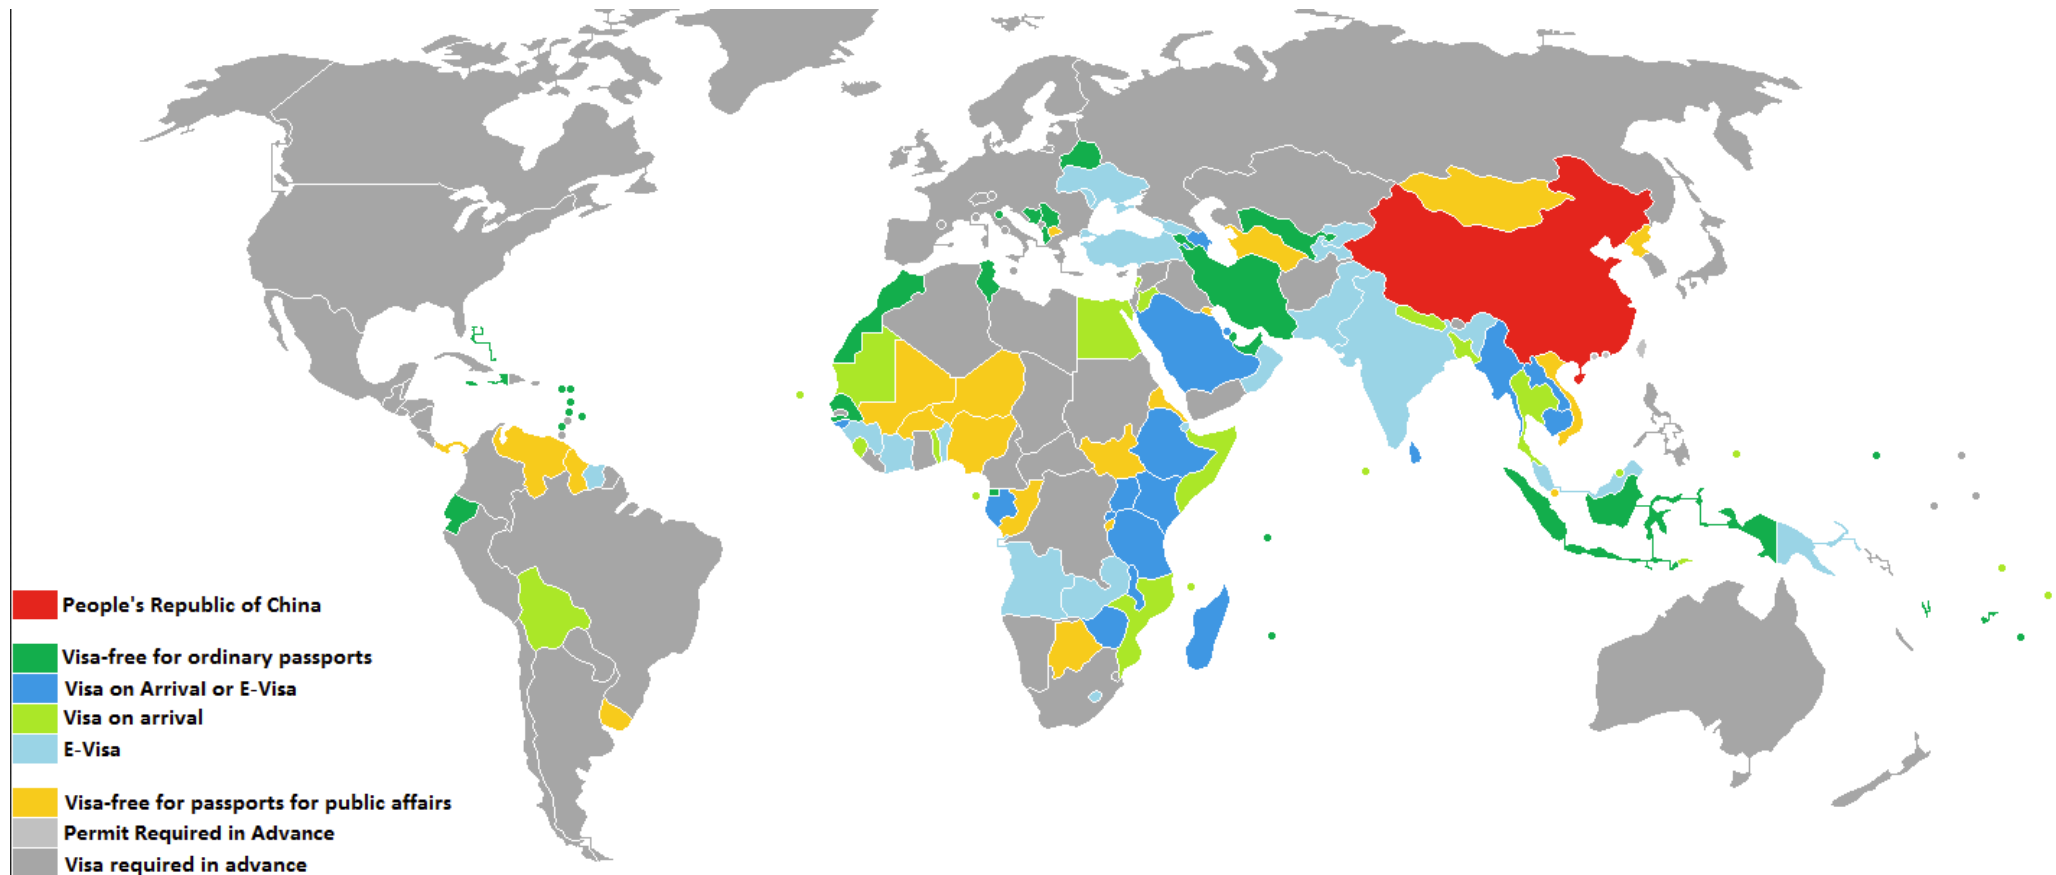 People's Republic of China
Visa-free for ordinary passports
Visa on Arrival or E-Visa
Visa on arrival
E-Visa
Visa-free for passports for public affairs
Permit Required in Advance
Visa required in advance